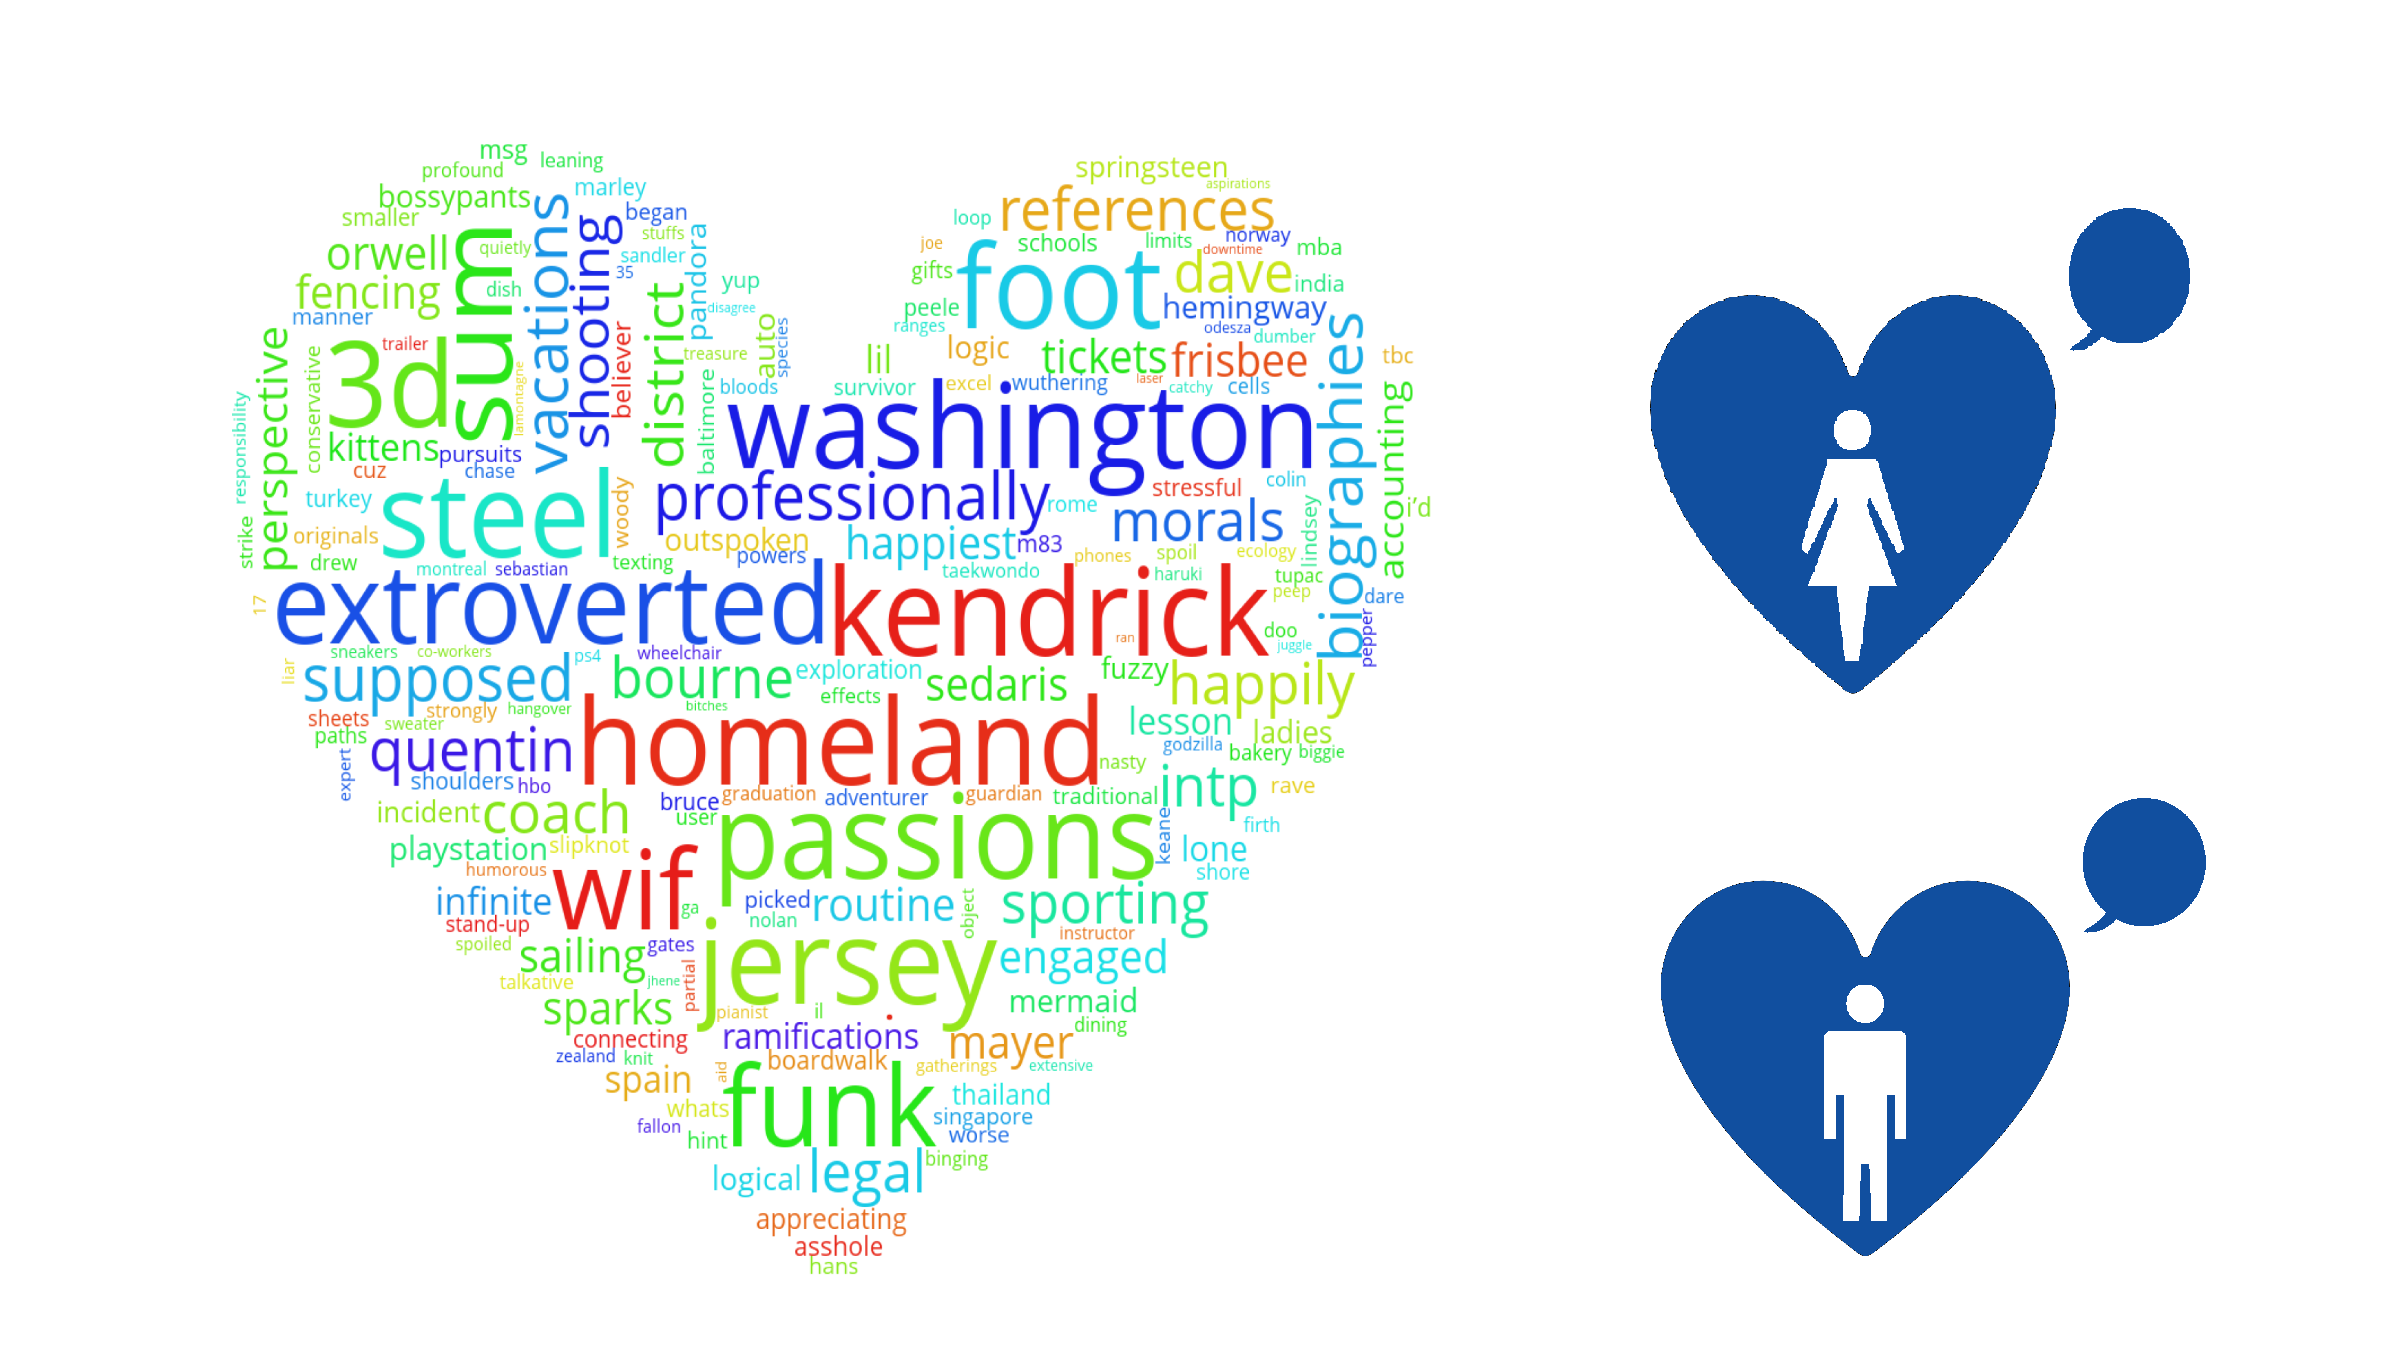 msg
leaning
profound
bossypants
marley
smaller
began
stuffs
orwell
quietly
sum
vacations
shooting
sandler
35
pandora
yup
fencing
dish
disagree
manner
district
auto
species
trailer
believer
treasure
3d
perspective
conservative
lamontagne
bloods
baltimore
responsibility
kittens
pursuits
cuz
chase
springsteen
aspirations
references
loop
joe
schools
limits
norway
mba
downtime
gifts
foot
dave
india
peele
hemingway
ranges
odesza
dumber
biographies
lil
logic
tickets
frisbee
tbc
survivor
excel
wuthering
laser
catchy
cells
accounting
washington
turkey
steel
woody
professionally
rome
stressful
colin
morals
lindsey
i'd
strike
originals
outspoken
happiest
m83
drew
montreal
sebastian
texting
powers
taekwondo
phones
spoil
ecology
haruki
tupac
peep
dare
17
extroverted
kendrick
ran
doo
juggle
pepper
sneakers
co-workers
ps4
wheelchair
liar
supposed
bourne
exploration
effects
sedaris
fuzzy
happily
sheets
strongly
hangover
bitches
paths
sweater
lesson
ladies
expert
quentin
homeland
godzilla
bakery
biggie
nasty
shoulders
hbo
intp
rave
bruce
graduation
adventurer
guardian
traditional
incident
coach
user
passions
keane
firth
playstation
slipknot
lone
humorous
shore
infinite
wif
ga
picked
routine
object
sporting
stand-up
nolan
instructor
spoiled
sailing
gates
jersey
engaged
talkative
jhene
partial
sparks
pianist
il
mermaid
connecting
ramifications
mayer
dining
zealand
knit
boardwalk
gatherings
extensive
spain
aid
funk
thailand
whats
singapore
fallon
hint
worse
binging
logical
legal
appreciating
asshole
hans